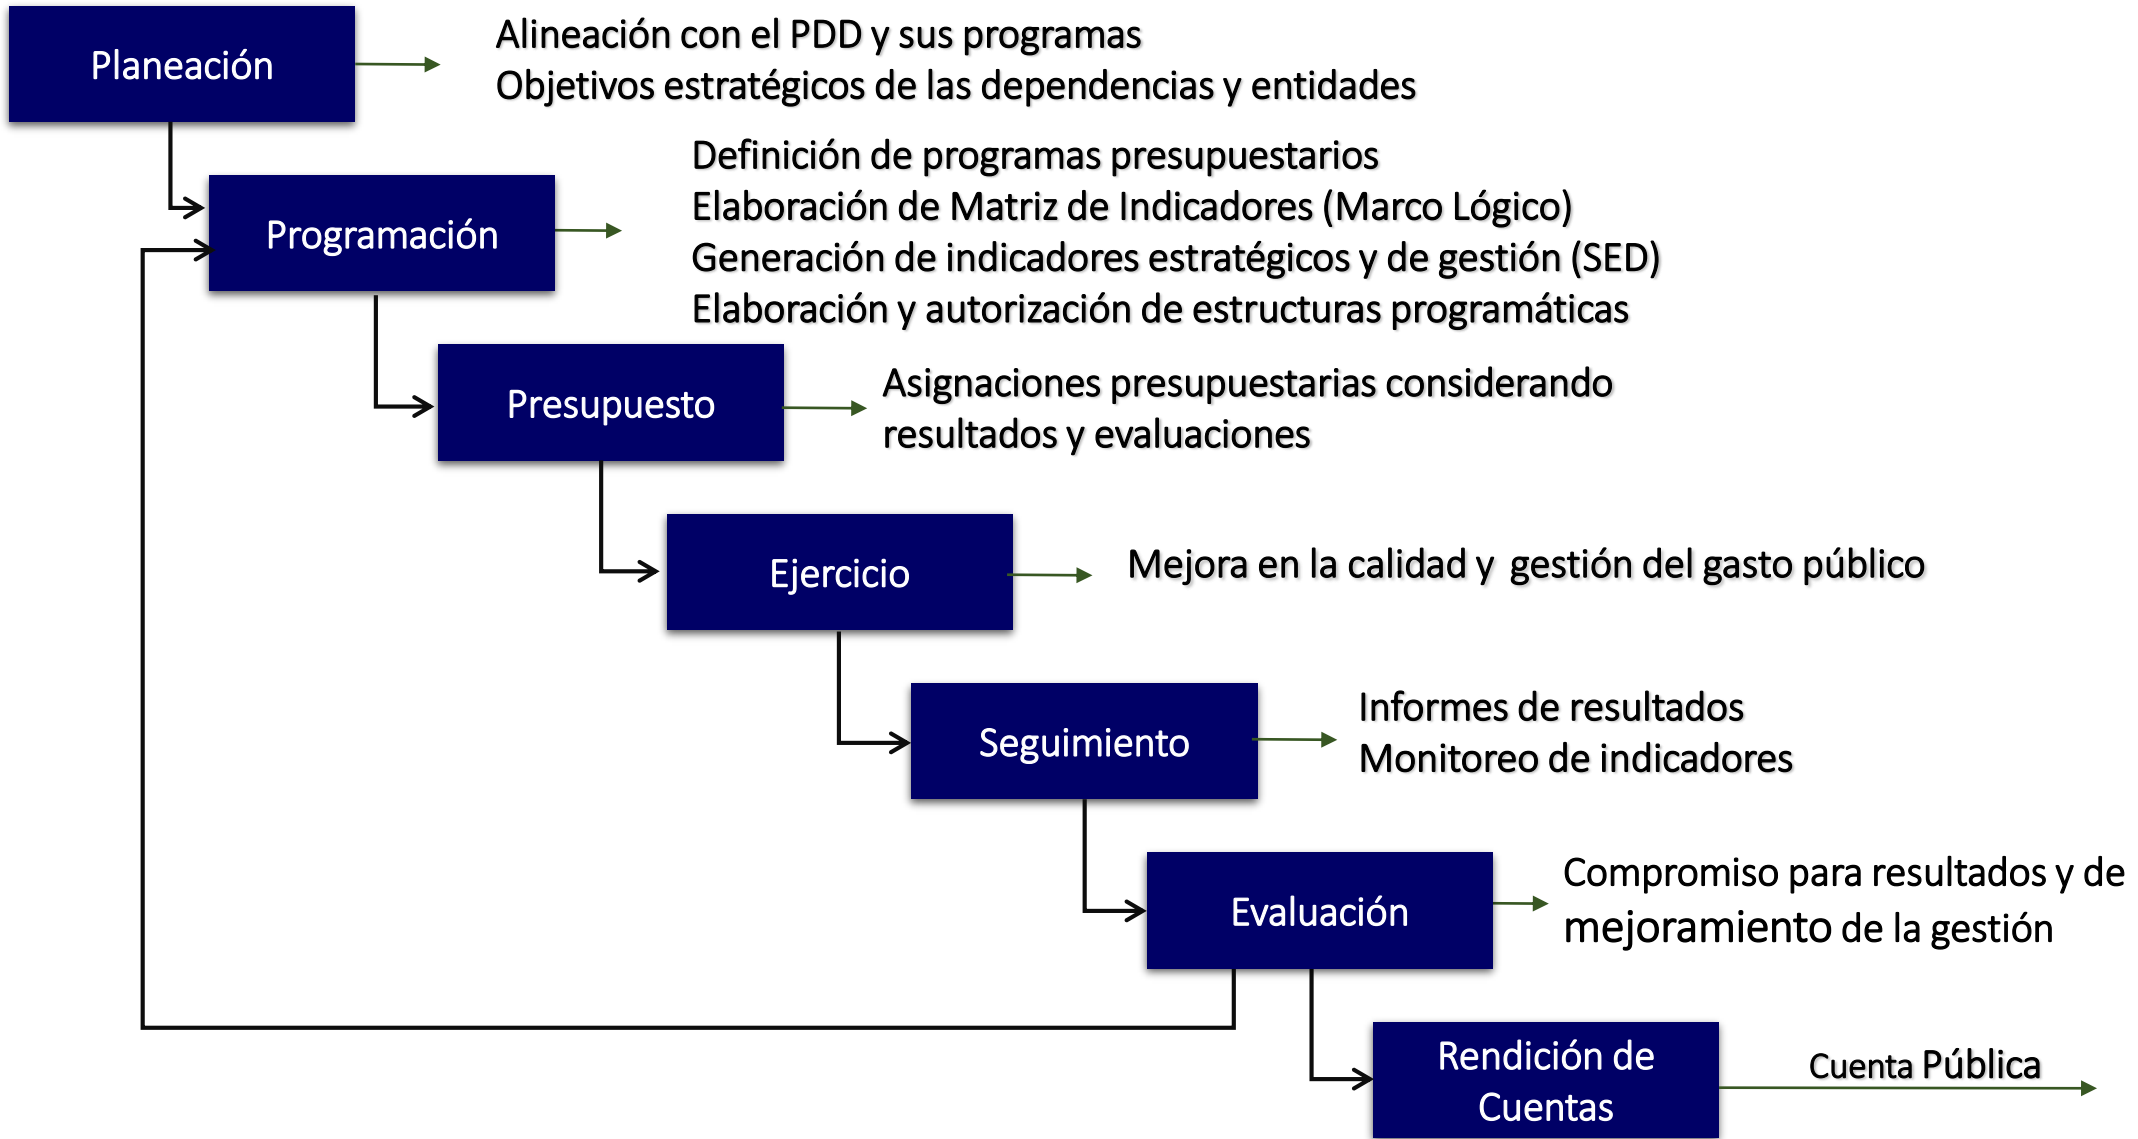 Planeación
Alineación con el PDD y sus programas
Objetivos estratégicos de las dependencias y entidades
Programación
Definición de programas presupuestarios
Elaboración de Matriz de Indicadores (Marco Lógico)
Generación de indicadores estratégicos y de gestión (SED)
Elaboración y autorización de estructuras programáticas
Presupuesto
Asignaciones presupuestarias considerando
resultados y evaluaciones
Ejercicio
Mejora en la calidad y gestión del gasto público
Seguimiento
Informes de resultados
Monitoreo de indicadores
Evaluación
Compromiso para resultados y de
mejoramiento de la gestión
Rendición de
Cuentas
Cuenta Pública